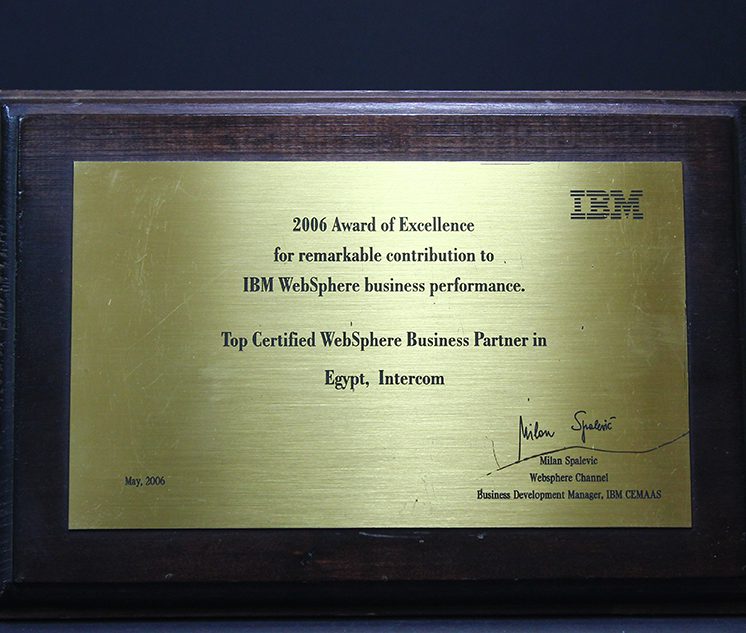 IBM
2006 Award of Excellence
for remarkable contribution to
IBM WebSphere business performance.
Top Certified WebSphere Business Partner in
Egypt, Intercom
Milan Spalević
Milan Spalevic
Websphere Channel
May, 2006
Business Development Manager, IBM CEMAAS